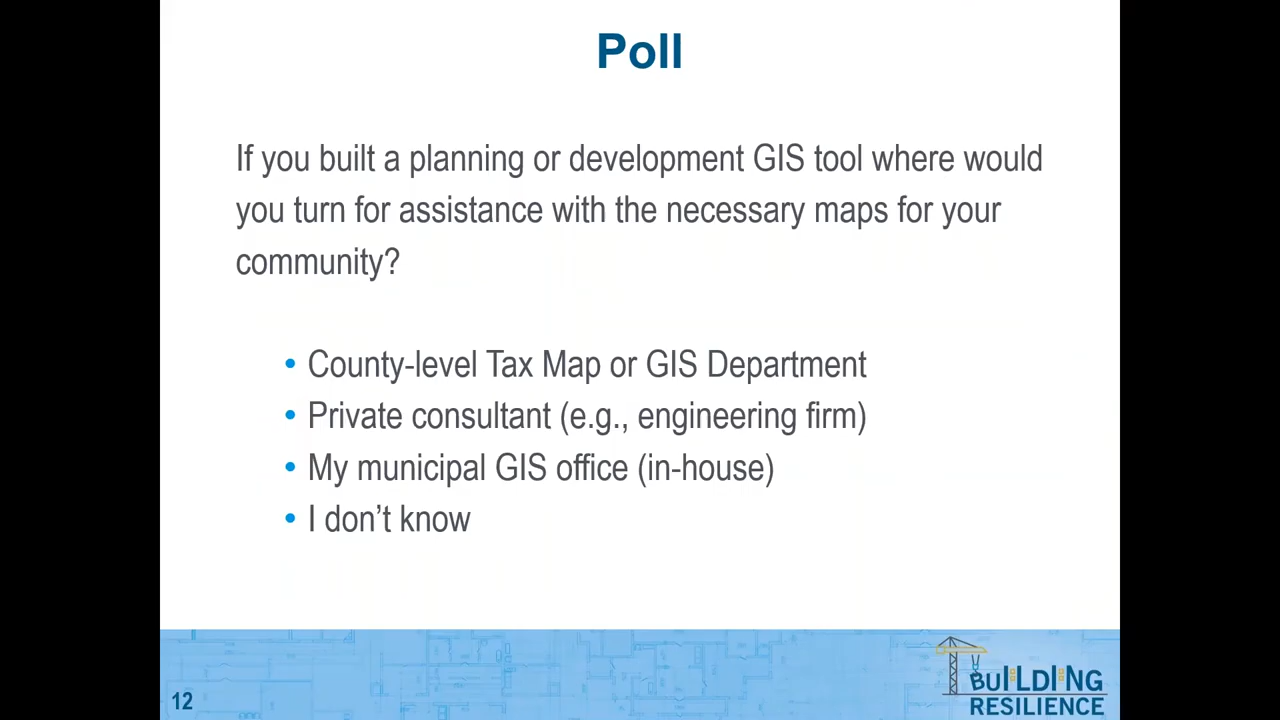 Poll
If you built a planning or development GIS tool where would
you turn for assistance with the necessary maps for your
community?
• County-level Tax Map or GIS Department
• Private consultant (e.g., engineering firm)
• My municipal GIS office (in-house)
• I don’t know
12
BUILDING
RESILIENCE